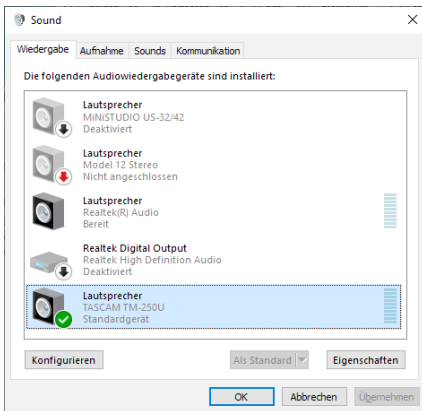 Sound
Wiedergabe Aufnahme Sounds Kommunikation
Die folgenden Audiowiedergabegeräte sind installiert:
Lautsprecher
MiNiSTUDIO US-32/42
Deaktiviert
Lautsprecher
Model 12 Stereo
Nicht angeschlossen
Lautsprecher
Realtek(R) Audio
Bereit
Realtek Digital Output
Realtek High Definition Audio
Deaktiviert
Lautsprecher
TASCAM TM-250U
Standardgerät
Konfigurieren Als Standard Eigenschaften
OK Abbrechen Übernehmen